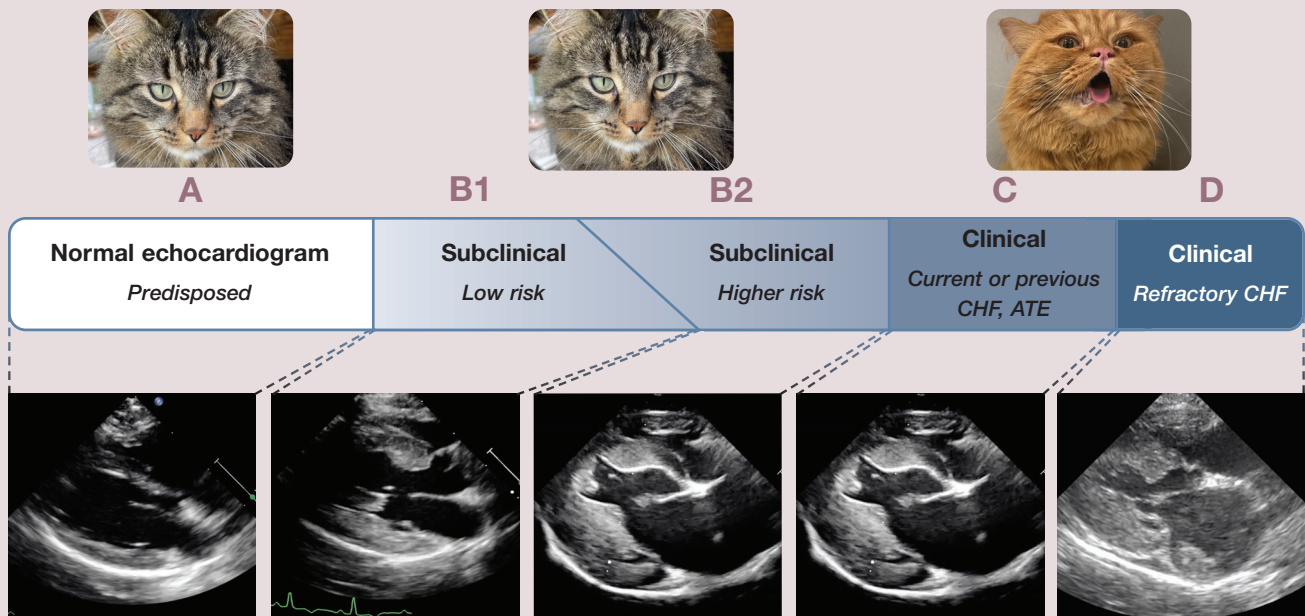 A
B1
B2
C
D
Normal echocardiogram
Predisposed
Subclinical
Low risk
Subclinical
Higher risk
Clinical
Current or previous
CHF, ATE
Clinical
Refractory CHF